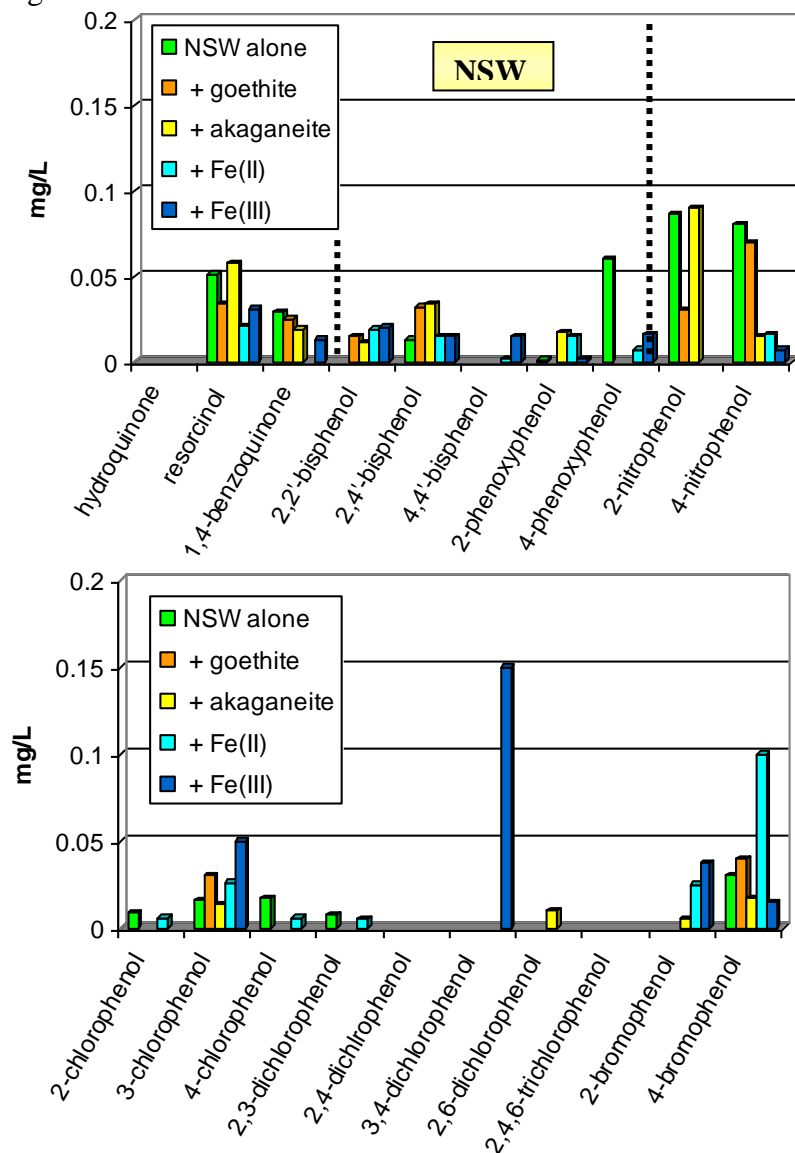 g
0.2
NSW alone
+ goethite
+ akaganeite
+ Fe(II)
+ Fe(III)
NSW
0.15
0.1
0.05
0
mg/L
hydroquinone
resorcinol
1,4-benzoquinone
2,2'-bisphenol
2,4'-bisphenol
4,4'-bisphenol
2-phenoxyphenol
4-phenoxyphenol
2-nitrophenol
4-nitrophenol
0.2
NSW alone
+ goethite
+ akaganeite
+ Fe(II)
+ Fe(III)
0.15
0.1
0.05
0
mg/L
2-chlorophenol
3-chlorophenol
4-chlorophenol
2,3-dichlorophenol
2,4-dichlrophenol
3,4-dichlorophenol
2,6-dichlorophenol
2,4,6-trichlorophenol
2-bromophenol
4-bromophenol